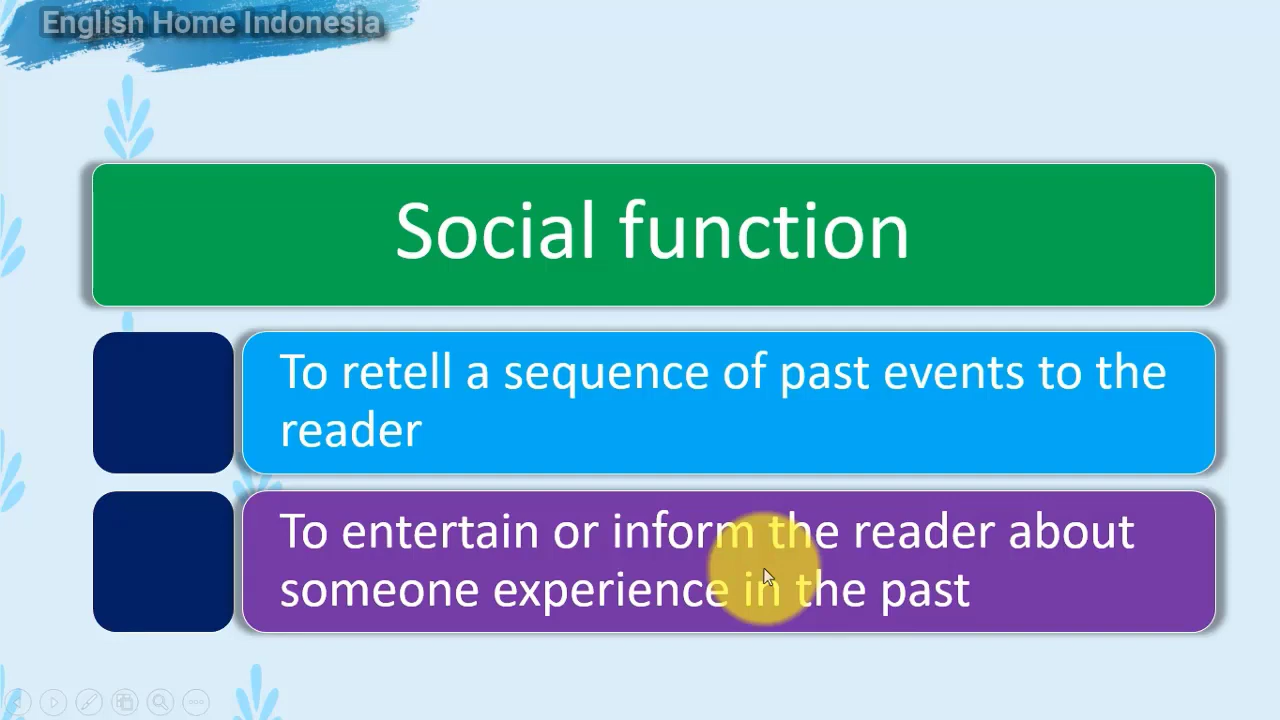 English Home Indonesia
Social function
To retell a sequence of past events to the
reader
To entertain or inform the reader about
someone experience in the past